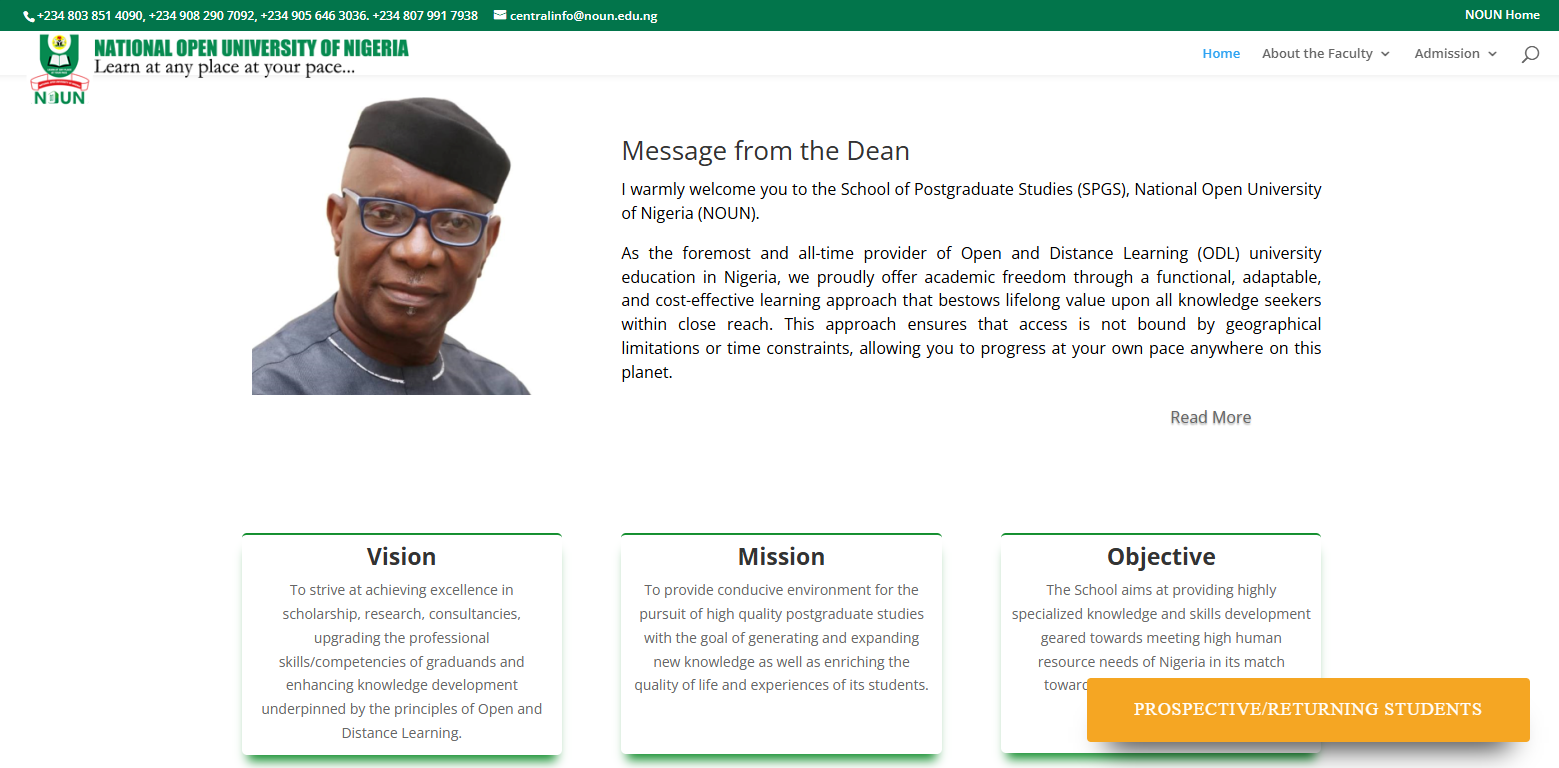 +234 803 851 4090, +234 908 290 7092, +234 905 646 3036. +234 807 991 7938 centralinfo@noun.edu.ng NOUN Home
NATIONAL OPEN UNIVERSITY OF NIGERIA
Learn at any place at your pace...
NOUN
Home About the Faculty Admission
Message from the Dean
I warmly welcome you to the School of Postgraduate Studies (SPGS), National Open University
of Nigeria (NOUN).
As the foremost and all-time provider of Open and Distance Learning (ODL) university
education in Nigeria, we proudly offer academic freedom through a functional, adaptable,
and cost-effective learning approach that bestows lifelong value upon all knowledge seekers
within close reach. This approach ensures that access is not bound by geographical
limitations or time constraints, allowing you to progress at your own pace anywhere on this
planet.
Read More
Vision
To strive at achieving excellence in
scholarship, research, consultancies,
upgrading the professional
skills/competencies of graduands and
enhancing knowledge development
underpinned by the principles of Open and
Distance Learning.
Mission
To provide conducive environment for the
pursuit of high quality postgraduate studies
with the goal of generating and expanding
new knowledge as well as enriching the
quality of life and experiences of its students.
Objective
The School aims at providing highly
specialized knowledge and skills development
geared towards meeting high human
resource needs of Nigeria in its match
PROSPECTIVE/RETURNING STUDENTS